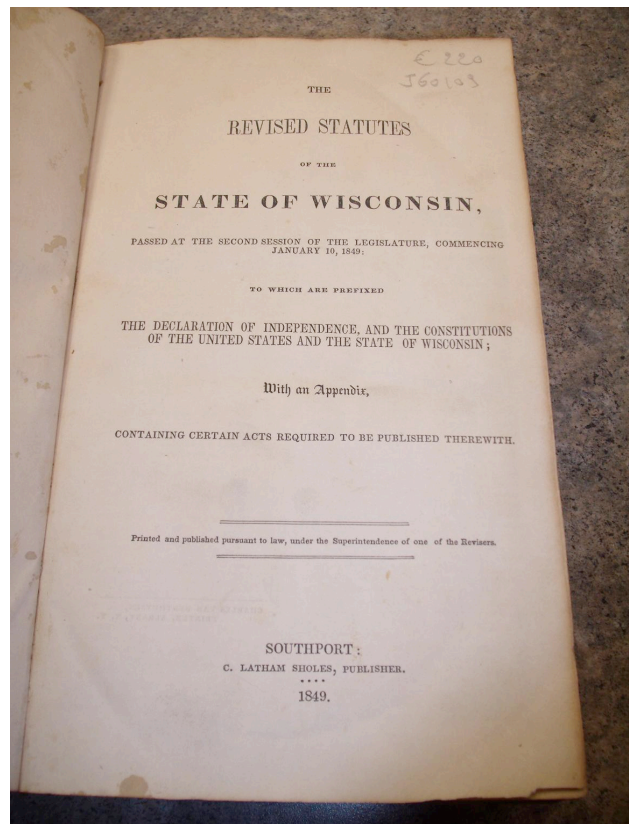 € 220
J60109
THE
REVISED STATUTES
OF THE
STATE OF WISCONSIN,
PASSED AT THE SECOND SESSION OF THE LEGISLATURE, COMMENCING
JANUARY 10, 1849:
TO WHICH ARE PREFIXED
THE DECLARATION OF INDEPENDENCE, AND THE CONSTITUTIONS
OF THE UNITED STATES AND THE STATE OF WISCONSIN;
With an Appendix,
CONTAINING CERTAIN ACTS REQUIRED TO BE PUBLISHED THEREWITH.
Printed and published pursuant to law, under the Superintendence of one of the Revisers.
SOUTHPORT:
C. LATHAM SHOLES, PUBLISHER.
....
1849.